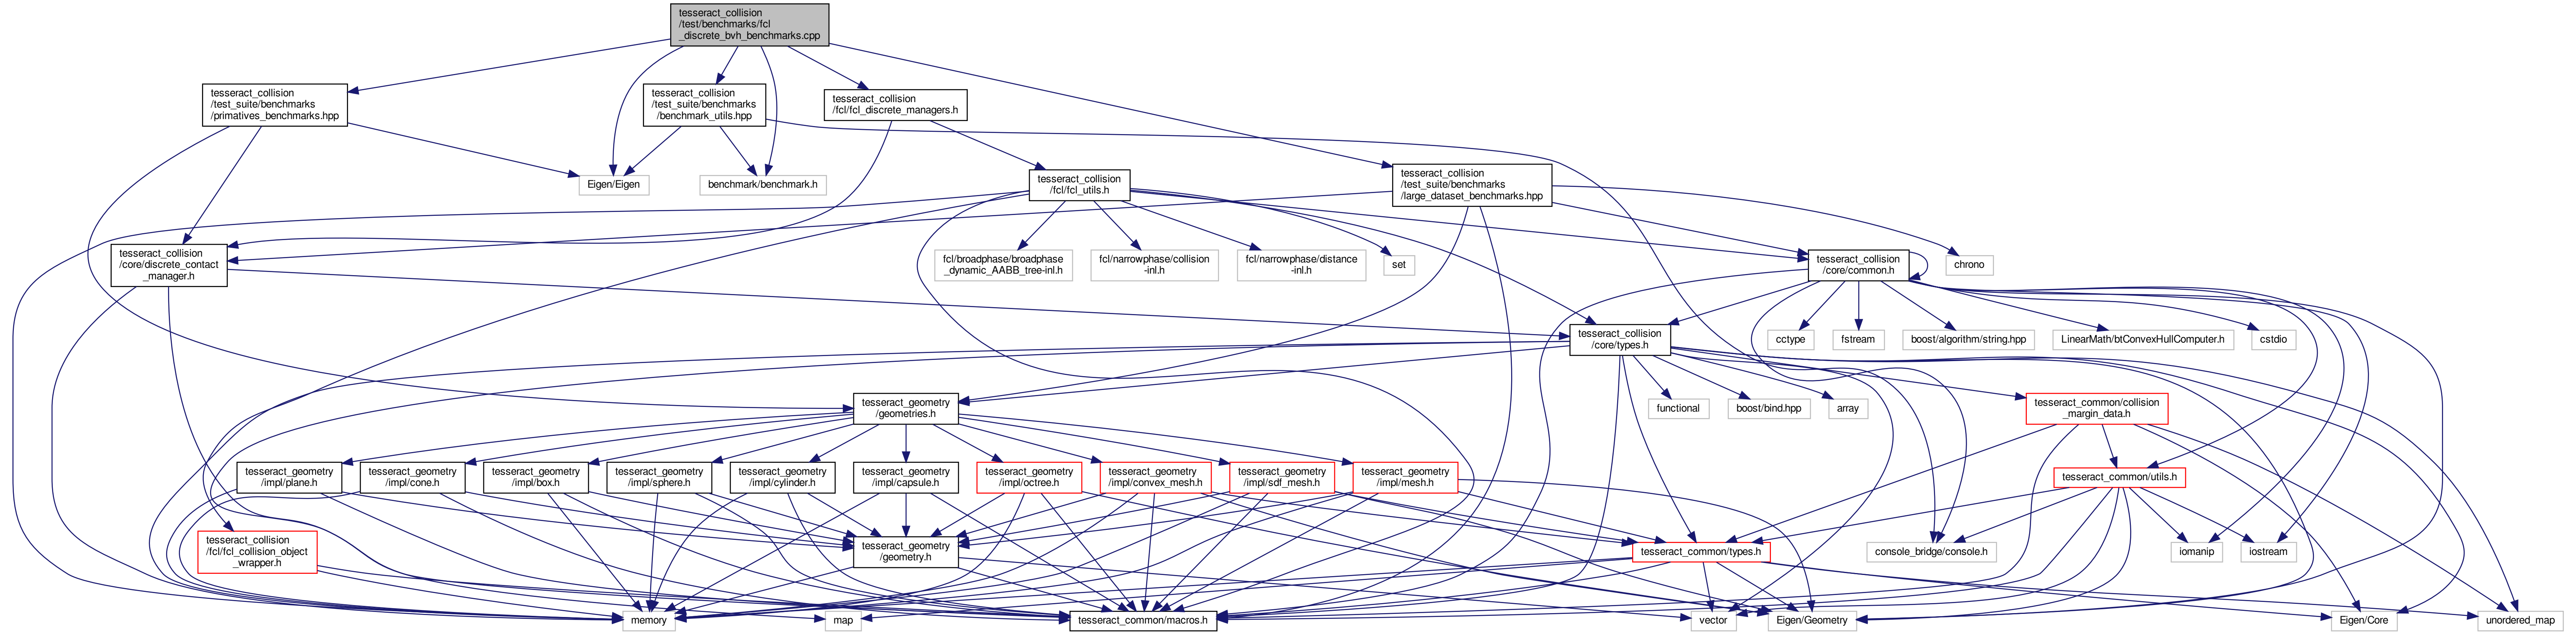 tesseract_collision
/test/benchmarks/fcl
_discrete_bvh_benchmarks.cpp
tesseract_collision
/test_suite/benchmarks
/primatives_benchmarks.hpp
tesseract_collision
/test_suite/benchmarks
/benchmark_utils.hpp
tesseract_collision
/fcl/fcl_discrete_managers.h
Eigen/Eigen
benchmark/benchmark.h
tesseract_collision
/fcl/fcl_utils.h
tesseract_collision
/test_suite/benchmarks
/large_dataset_benchmarks.hpp
tesseract_collision
/core/discrete_contact
_manager.h
fcl/broadphase/broadphase
_dynamic_AABB_tree-inl.h
fcl/narrowphase/collision
-inl.h
fcl/narrowphase/distance
-inl.h
set
tesseract_collision
/core/common.h
chrono
tesseract_collision
/core/types.h
cctype
fstream
boost/algorithm/string.hpp
LinearMath/btConvexHullComputer.h
cstdio
tesseract_geometry
/geometries.h
functional
boost/bind.hpp
array
tesseract_common/collision
_margin_data.h
tesseract_geometry
/impl/plane.h
tesseract_geometry
/impl/cone.h
tesseract_geometry
/impl/box.h
tesseract_geometry
/impl/sphere.h
tesseract_geometry
/impl/cylinder.h
tesseract_geometry
/impl/capsule.h
tesseract_geometry
/impl/octree.h
tesseract_geometry
/impl/convex_mesh.h
tesseract_geometry
/impl/sdf_mesh.h
tesseract_geometry
/impl/mesh.h
tesseract_common/utils.h
tesseract_collision
/fcl/fcl_collision_object
_wrapper.h
tesseract_geometry
/geometry.h
tesseract_common/types.h
console_bridge/console.h
iomanip
iostream
memory
map
tesseract_common/macros.h
vector
Eigen/Geometry
Eigen/Core
unordered_map